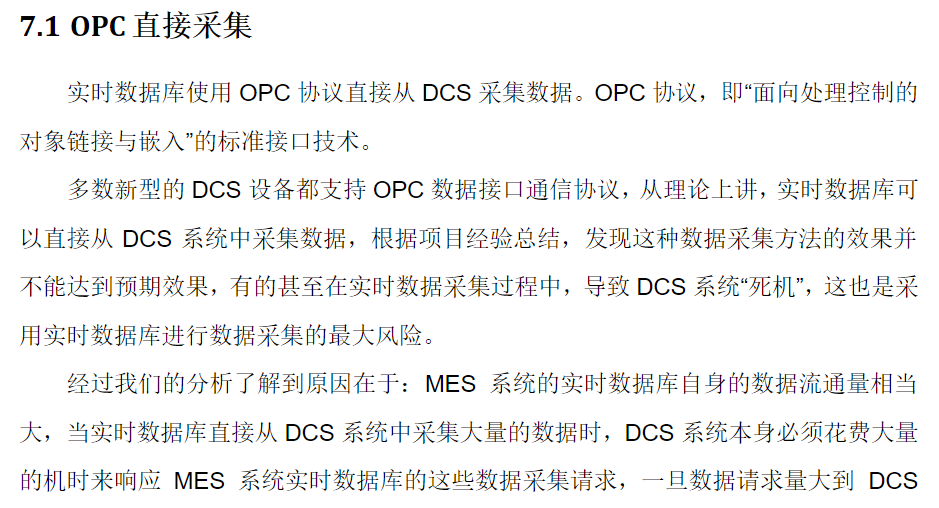 7.1 OPC 直接采集
实时数据库使用 OPC 协议直接从 DCS 采集数据。OPC 协议，即“面向处理控制的
对象链接与嵌入”的标准接口技术。
多数新型的 DCS 设备都支持 OPC 数据接口通信协议，从理论上讲，实时数据库可
以直接从 DCS 系统中采集数据，根据项目经验总结，发现这种数据采集方法的效果并
不能达到预期效果，有的甚至在实时数据采集过程中，导致 DCS 系统“死机”，这也是采
用实时数据库进行数据采集的最大风险。
经过我们的分析了解到原因在于：MES 系统的实时数据库自身的数据流通量相当
大，当实时数据库直接从 DCS 系统中采集大量的数据时，DCS 系统本身必须花费大量
的机时来响应 MES 系统实时数据库的这些数据采集请求，一旦数据请求量大到 DCS